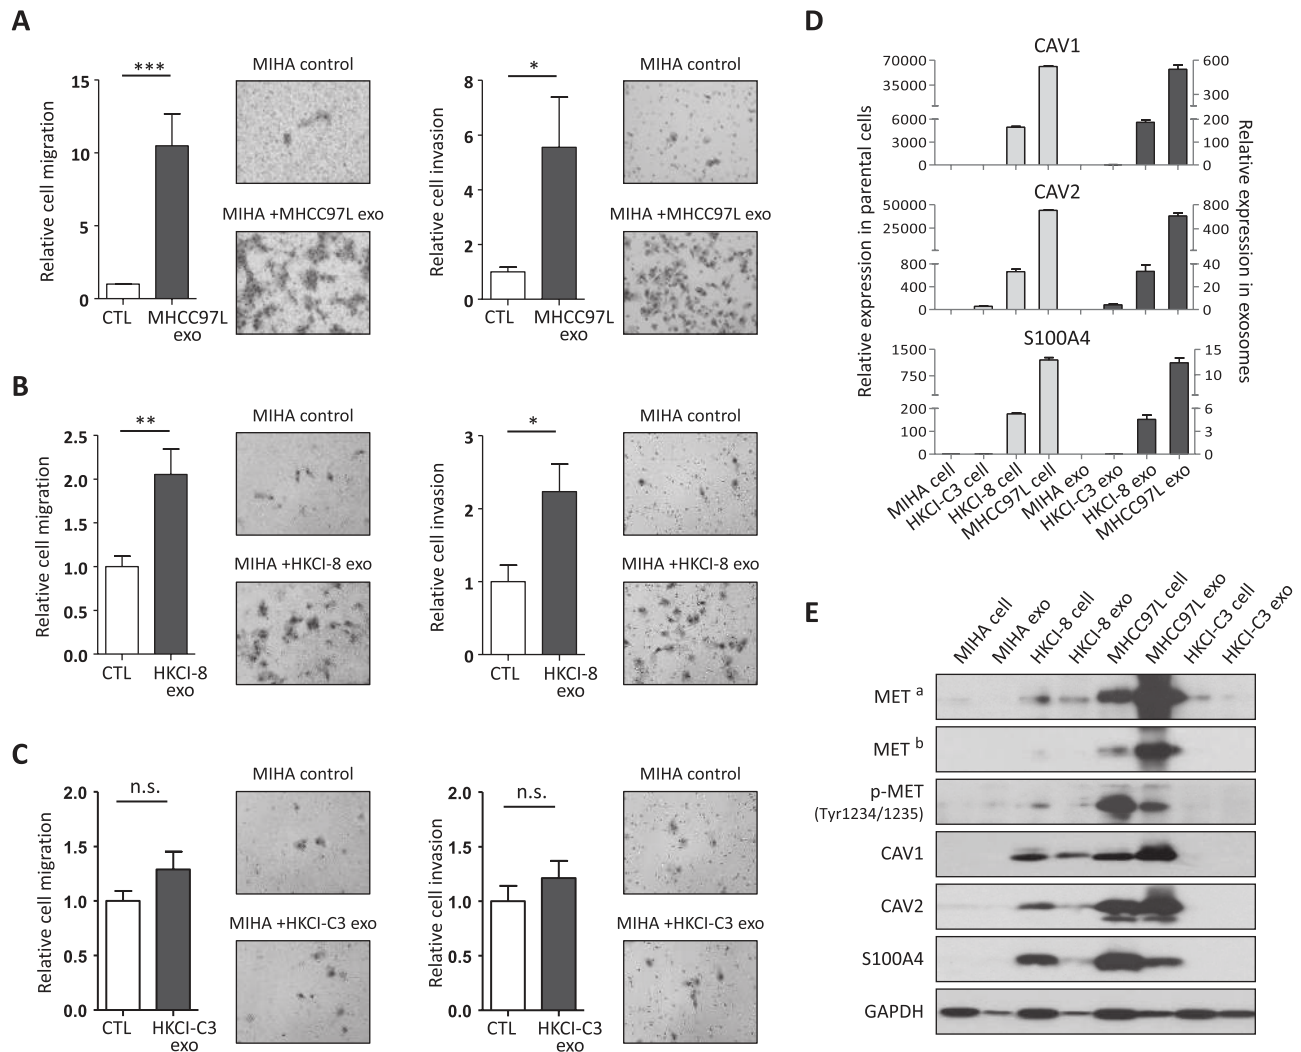 A
***
15
10
5
0
Relative cell migration
CTL
MHCC97L
exo
MIHA control
MIHA +MHCC97L exo
*
8
6
4
2
0
Relative cell invasion
CTL
MHCC97L
exo
MIHA control
MIHA +MHCC97L exo
B
**
2.5
2.0
1.5
1.0
0.5
0.0
Relative cell migration
CTL
HKCI-8
exo
MIHA control
MIHA +HKCI-8 exo
*
3
2
1
0
Relative cell invasion
CTL
HKCI-8
exo
MIHA control
MIHA +HKCI-8 exo
C
n.s.
2.0
1.5
1.0
0.5
0.0
Relative cell migration
CTL
HKCI-C3
exo
MIHA control
MIHA +HKCI-C3 exo
n.s.
2.0
1.5
1.0
0.5
0.0
Relative cell invasion
CTL
HKCI-C3
exo
MIHA control
MIHA +HKCI-C3 exo
D
Relative expression in parental cells
Relative expression in exosomes
CAV1
70000
35000
6000
3000
0
600
300
200
100
0
CAV2
50000
25000
800
400
0
800
400
40
20
0
S100A4
1500
750
200
100
0
15
10
6
3
0
MIHA cell
HKCI-C3 cell
HKCI-8 cell
MHCC97L cell
MIHA exo
HKCI-C3 exo
HKCI-8 exo
MHCC97L exo
E
MIHA cell
MIHA exo
HKCI-8 cell
HKCI-8 exo
MHCC97L cell
MHCC97L exo
HKCI-C3 cell
HKCI-C3 exo
MET a
MET b
p-MET
(Tyr1234/1235)
CAV1
CAV2
S100A4
GAPDH